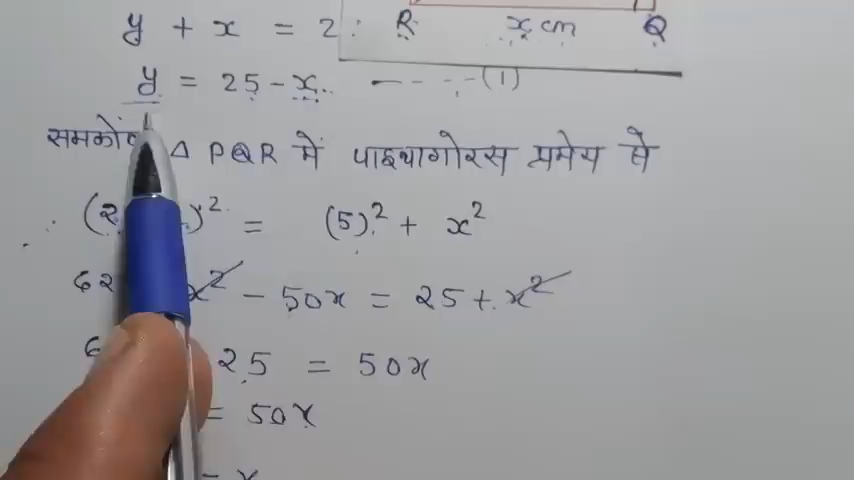 y + x = 2
R x cm Q
y = 25 - x ----- (1)
△ PQR में पाइथागोरस प्रमेय से
( )² = (5)² + x²
62 x² - 50x = 25 + x²
6 25 = 50x
= 50x
- x